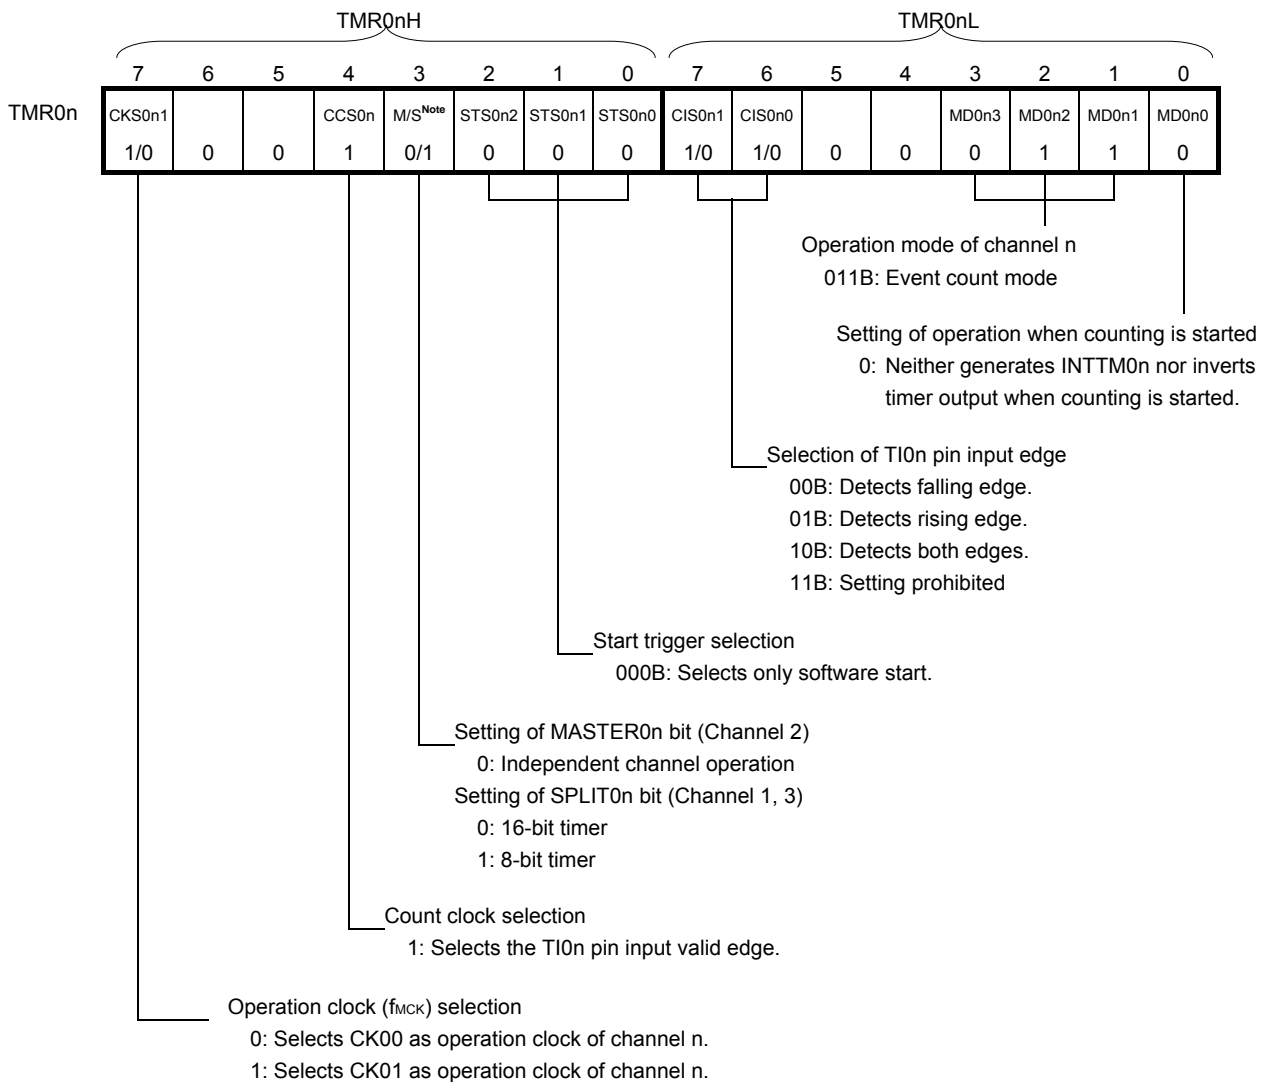 TMR0nH TMR0nL
7 6 5 4 3 2 1 0 7 6 5 4 3 2 1 0
TMR0n CKS0n1 CCS0n M/SNote STS0n2 STS0n1 STS0n0 CIS0n1 CIS0n0 MD0n3 MD0n2 MD0n1 MD0n0
1/0 0 0 1 0/1 0 0 0 1/0 1/0 0 0 0 1 1 0
Operation mode of channel n
011B: Event count mode
Setting of operation when counting is started
0: Neither generates INTTM0n nor inverts
timer output when counting is started.
Selection of TI0n pin input edge
00B: Detects falling edge.
01B: Detects rising edge.
10B: Detects both edges.
11B: Setting prohibited
Start trigger selection
000B: Selects only software start.
Setting of MASTER0n bit (Channel 2)
0: Independent channel operation
Setting of SPLIT0n bit (Channel 1, 3)
0: 16-bit timer
1: 8-bit timer
Count clock selection
1: Selects the TI0n pin input valid edge.
Operation clock (fMCK) selection
0: Selects CK00 as operation clock of channel n.
1: Selects CK01 as operation clock of channel n.